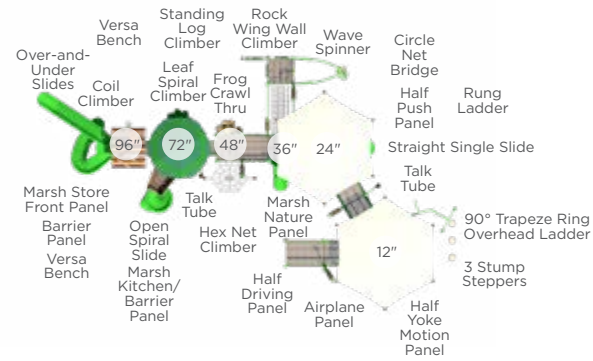 Versa
Bench
Standing
Log
Climber
Rock
Wing Wall
Climber
Wave
Spinner
Circle
Net
Bridge
Over-and-
Under
Slides
Coil
Climber
Leaf
Spiral
Climber
Frog
Crawl
Thru
Half
Push
Panel
Rung
Ladder
96"
72"
48"
36"
24"
Straight Single Slide
Talk
Tube
Marsh Store
Front Panel
Barrier
Panel
Versa
Bench
Open
Spiral
Slide
Marsh
Kitchen/
Barrier
Panel
Talk
Tube
Hex Net
Climber
Marsh
Nature
Panel
90° Trapeze Ring
Overhead Ladder
12"
3 Stump
Steppers
Half
Driving
Panel
Airplane
Panel
Half
Yoke
Motion
Panel